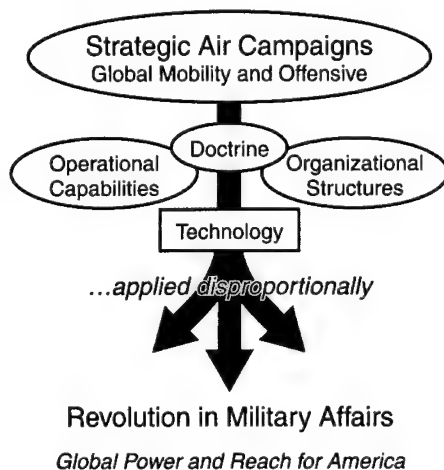 Strategic Air Campaigns
Global Mobility and Offensive
Doctrine
Operational
Capabilities
Organizational
Structures
Technology
...applied disproportionally
Revolution in Military Affairs
Global Power and Reach for America